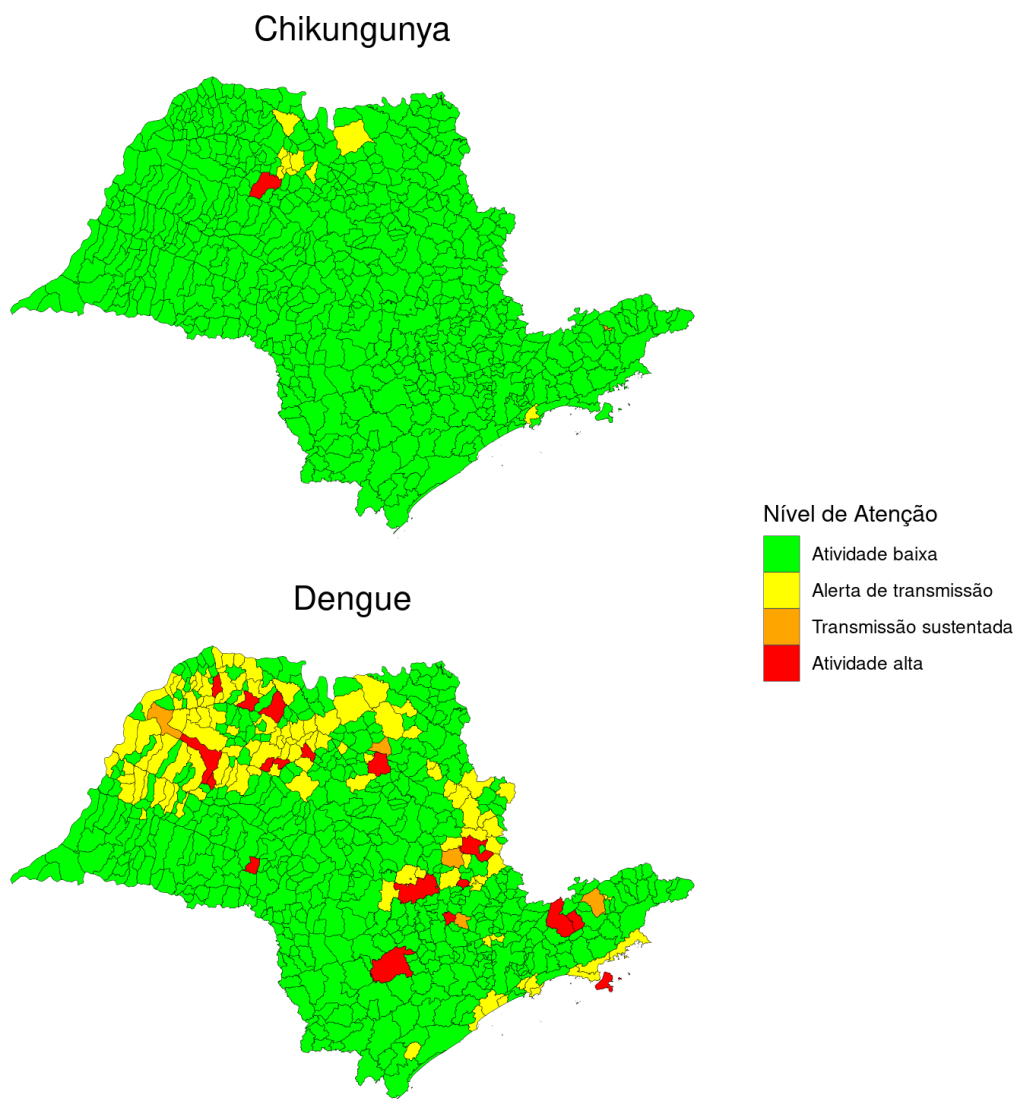 Chikungunya
Nível de Atenção
Atividade baixa
Alerta de transmissão
Transmissão sustentada
Atividade alta
Dengue